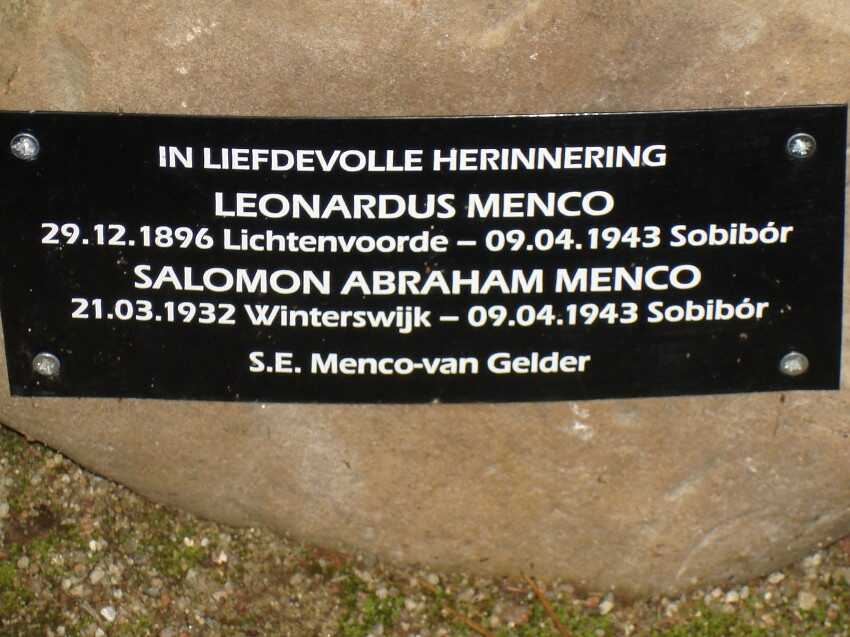 IN LIEFDEVOLLE HERINNERING
LEONARDUS MENCO
29.12.1896 Lichtenvoorde – 09.04.1943 Sobibór
SALOMON ABRAHAM MENCO
21.03.1932 Winterswijk – 09.04.1943 Sobibór
S.E. Menco-van Gelder